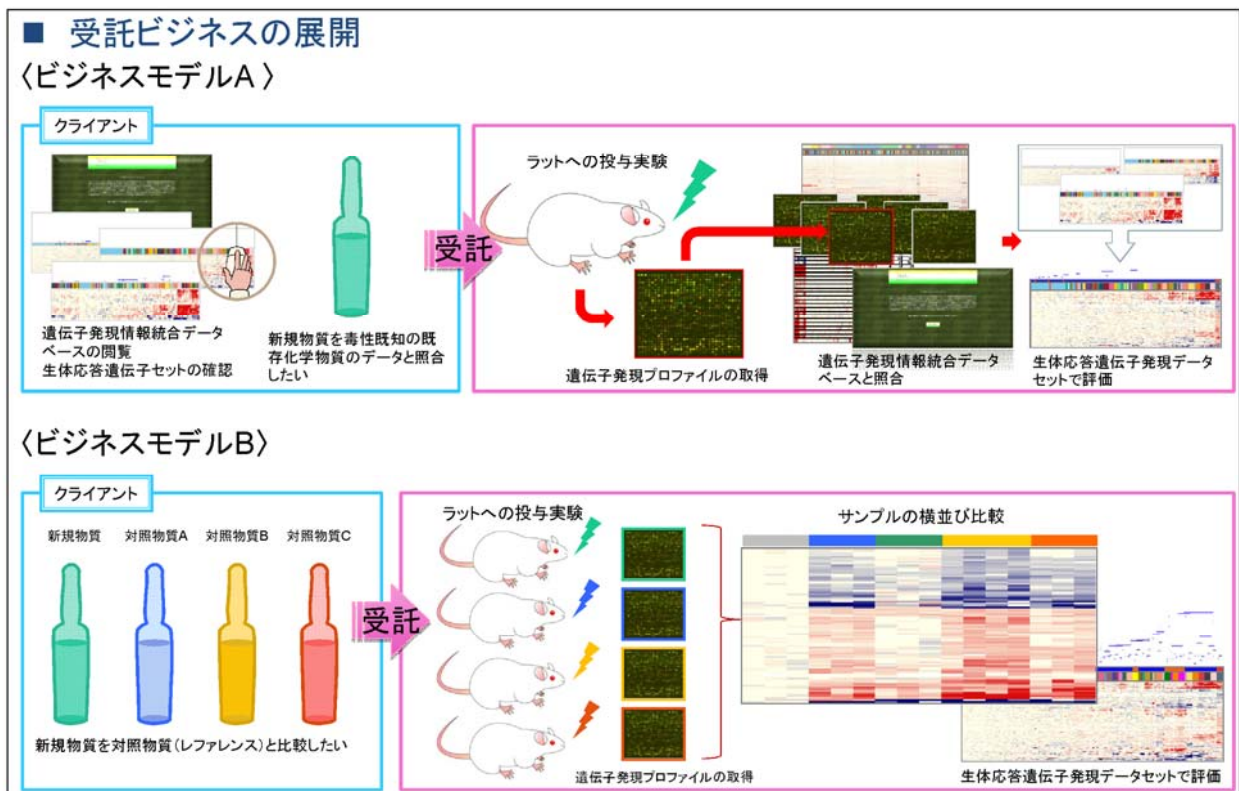 ■ 受託ビジネスの展開
〈ビジネスモデルA〉
クライアント
遺伝子発現情報統合データ
ベースの閲覧
生体応答遺伝子セットの確認
新規物質を毒性既知の既
存化学物質のデータと照合
したい
受託
ラットへの投与実験
遺伝子発現プロファイルの取得
遺伝子発現情報統合データ
ベースと照合
生体応答遺伝子発現データ
セットで評価
〈ビジネスモデルB〉
クライアント
新規物質 対照物質A 対照物質B 対照物質C
新規物質を対照物質(レファレンス)と比較したい
受託
ラットへの投与実験
遺伝子発現プロファイルの取得
サンプルの横並び比較
生体応答遺伝子発現データセットで評価